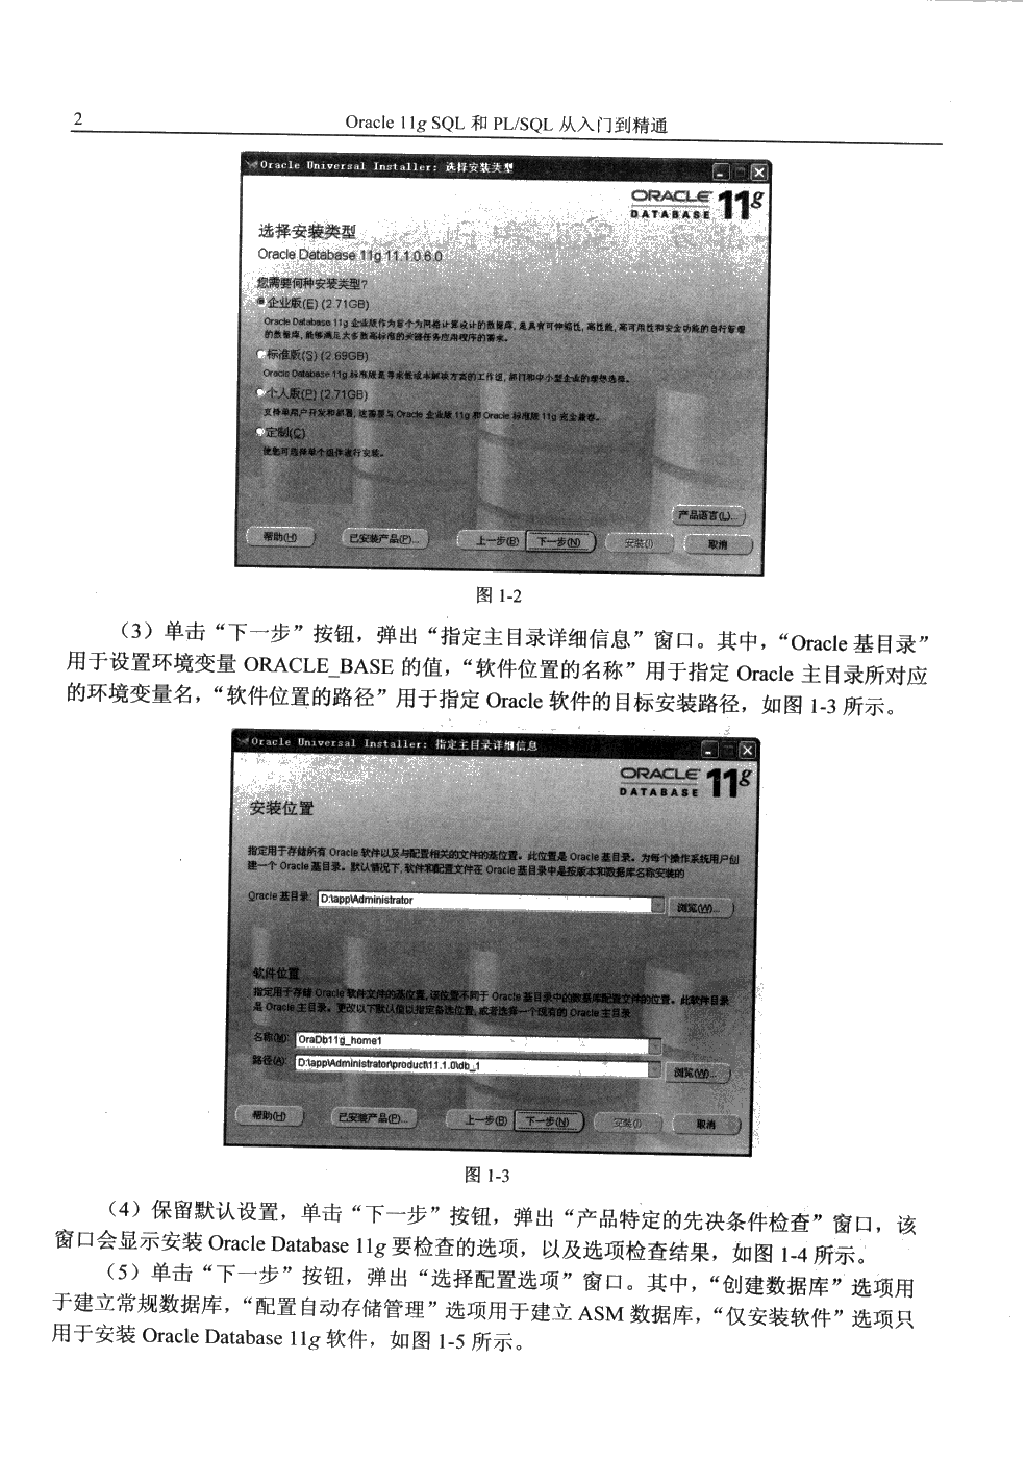 2
Oracle 11g SQL 和 PL/SQL 从入门到精通
Oracle Universal Installer: 选择安装类型
ORACLE 11g
DATABASE
选择安装类型
Oracle Database 11g 11.1.0.6.0
您需要何种安装类型?
企业版(E) (2.71GB)
Oracle Database 11g 企业版作为首个为网格计算设计的数据库, 是具有可伸缩性, 高性能, 高可用性和安全功能的自行管理
的数据库, 能够满足大多数高标准的关键任务应用程序的需求。
标准版(S) (2.69GB)
Oracle Database 11g 标准版是寻求低成本解决方案的工作组, 部门和中小型企业的理想选择。
个人版(P) (2.71GB)
支持单用户开发和部署, 这需要与 Oracle 企业版 11g 和 Oracle 标准版 11g 完全兼容。
定制(C)
使您可选择单个组件进行安装。
产品语言(L)...
帮助(H) 已安装产品(P)... 上一步(B) 下一步(N) 安装(I) 取消
图 1-2
（3）单击“下一步”按钮，弹出“指定主目录详细信息”窗口。其中，“Oracle 基目录”
用于设置环境变量 ORACLE_BASE 的值，“软件位置的名称”用于指定 Oracle 主目录所对应
的环境变量名，“软件位置的路径”用于指定 Oracle 软件的目标安装路径，如图 1-3 所示。
Oracle Universal Installer: 指定主目录详细信息
ORACLE 11g
DATABASE
安装位置
指定用于存储所有 Oracle 软件以及与配置相关的文件的基位置。此位置是 Oracle 基目录。为每个操作系统用户创
建一个 Oracle 基目录。默认情况下, 软件和配置文件在 Oracle 基目录中是按版本和数据库名称安装的
Oracle 基目录: D:\app\Administrator 浏览(W)...
软件位置
指定用于存储 Oracle 软件文件的基位置, 该位置不同于 Oracle 基目录中的数据库配置文件的位置。此软件目录
是 Oracle 主目录。更改以下默认值以指定备选位置, 或者选择一个现有的 Oracle 主目录
名称(M): OraDb11g_home1
路径(A): D:\app\Administrator\product\11.1.0\db_1 浏览(W)...
帮助(H) 已安装产品(P)... 上一步(B) 下一步(N) 安装(I) 取消
图 1-3
（4）保留默认设置，单击“下一步”按钮，弹出“产品特定的先决条件检查”窗口，该
窗口会显示安装 Oracle Database 11g 要检查的选项，以及选项检查结果，如图 1-4 所示。
（5）单击“下一步”按钮，弹出“选择配置选项”窗口。其中，“创建数据库”选项用
于建立常规数据库，“配置自动存储管理”选项用于建立 ASM 数据库，“仅安装软件”选项只
用于安装 Oracle Database 11g 软件，如图 1-5 所示。